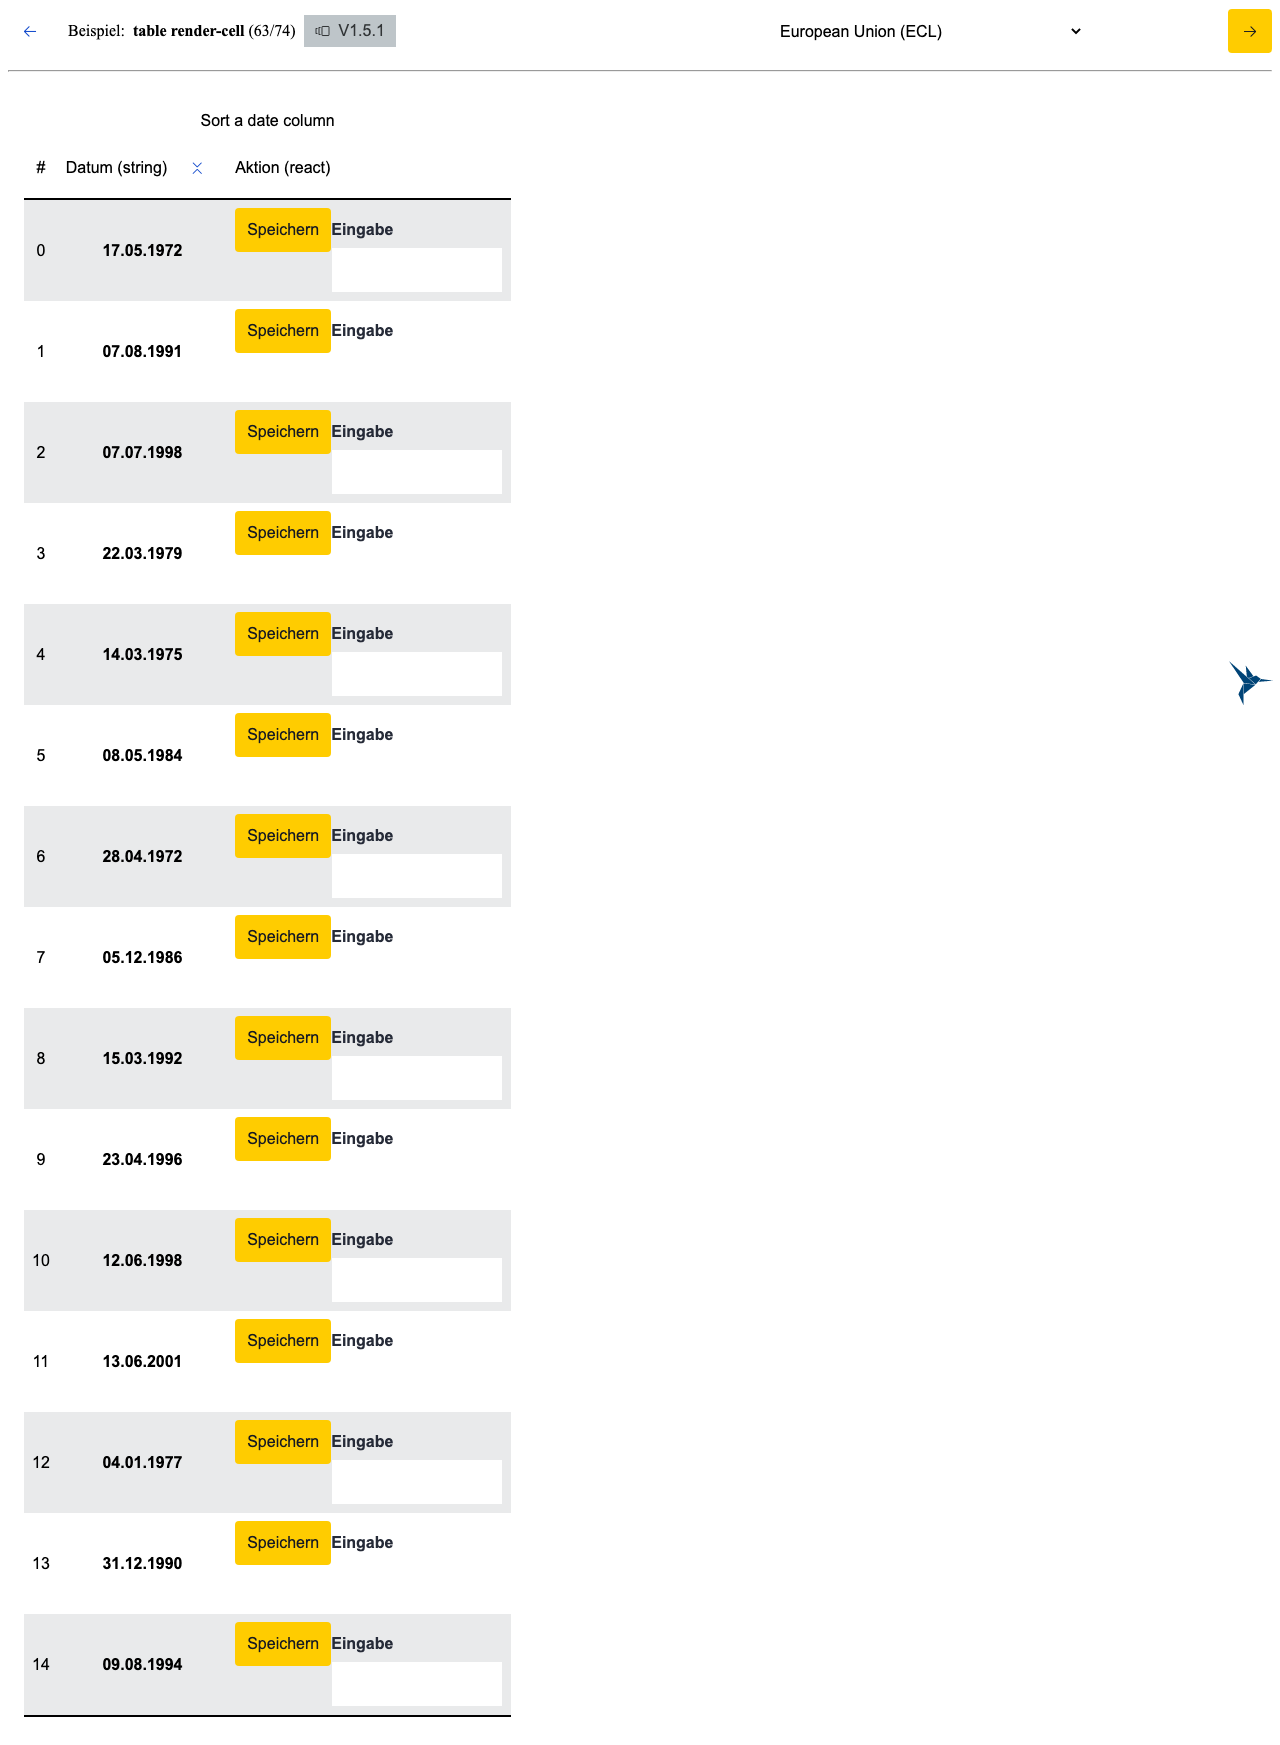 Beispiel: table render-cell (63/74) V1.5.1 European Union (ECL)
Sort a date column
# Datum (string) Aktion (react)
Speichern Eingabe
0 17.05.1972
Speichern Eingabe
1 07.08.1991
Speichern Eingabe
2 07.07.1998
Speichern Eingabe
3 22.03.1979
Speichern Eingabe
4 14.03.1975
Speichern Eingabe
5 08.05.1984
Speichern Eingabe
6 28.04.1972
Speichern Eingabe
7 05.12.1986
Speichern Eingabe
8 15.03.1992
Speichern Eingabe
9 23.04.1996
Speichern Eingabe
10 12.06.1998
Speichern Eingabe
11 13.06.2001
Speichern Eingabe
12 04.01.1977
Speichern Eingabe
13 31.12.1990
Speichern Eingabe
14 09.08.1994